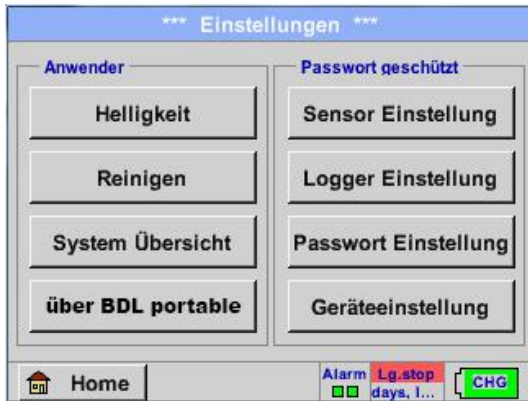 *** Einstellungen ***
Anwender
Helligkeit
Reinigen
System Übersicht
über BDL portable
Passwort geschützt
Sensor Einstellung
Logger Einstellung
Passwort Einstellung
Geräteeinstellung
Home
Alarm
Lg.stop
days, l...
CHG